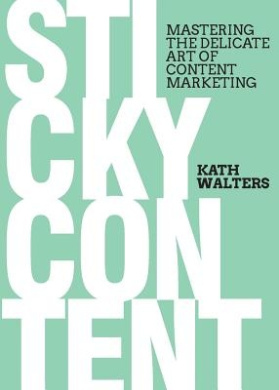 STI
CKY
CON
TENT
MASTERING
THE DELICATE
ART OF
CONTENT
MARKETING
KATH
WALTERS